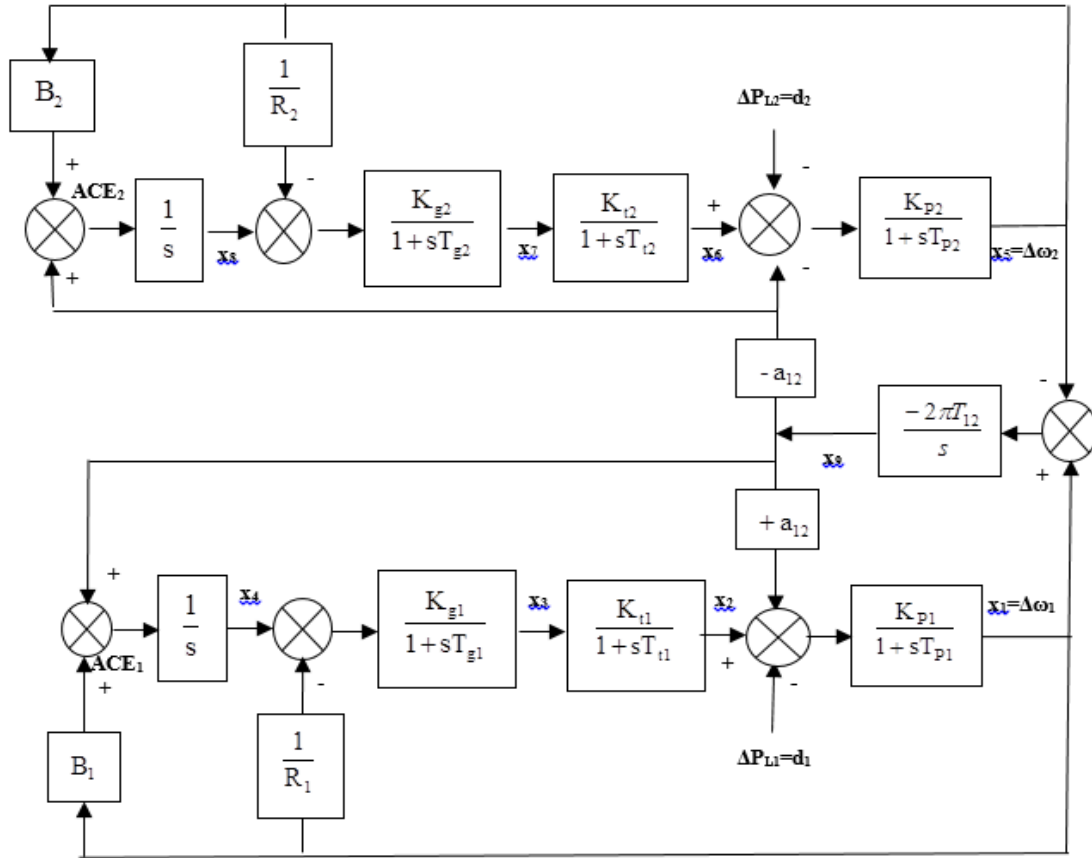 B₂
1
R₂
ΔP_L2=d₂
+
ACE₂
-
-
1
s
K_g2
1+sT_g2
K_t2
1+sT_t2
+
K_P2
1+sT_P2
+
x₈
x₇
x₆
-
x₅=Δω₂
- a₁₂
-
-2πT₁₂
s
x₉
+
+ a₁₂
+
x₄
x₃
x₂
x₁=Δω₁
1
s
K_g1
1+sT_g1
K_t1
1+sT_t1
K_P1
1+sT_P1
ACE₁
+
-
+
-
B₁
1
R₁
ΔP_L1=d₁